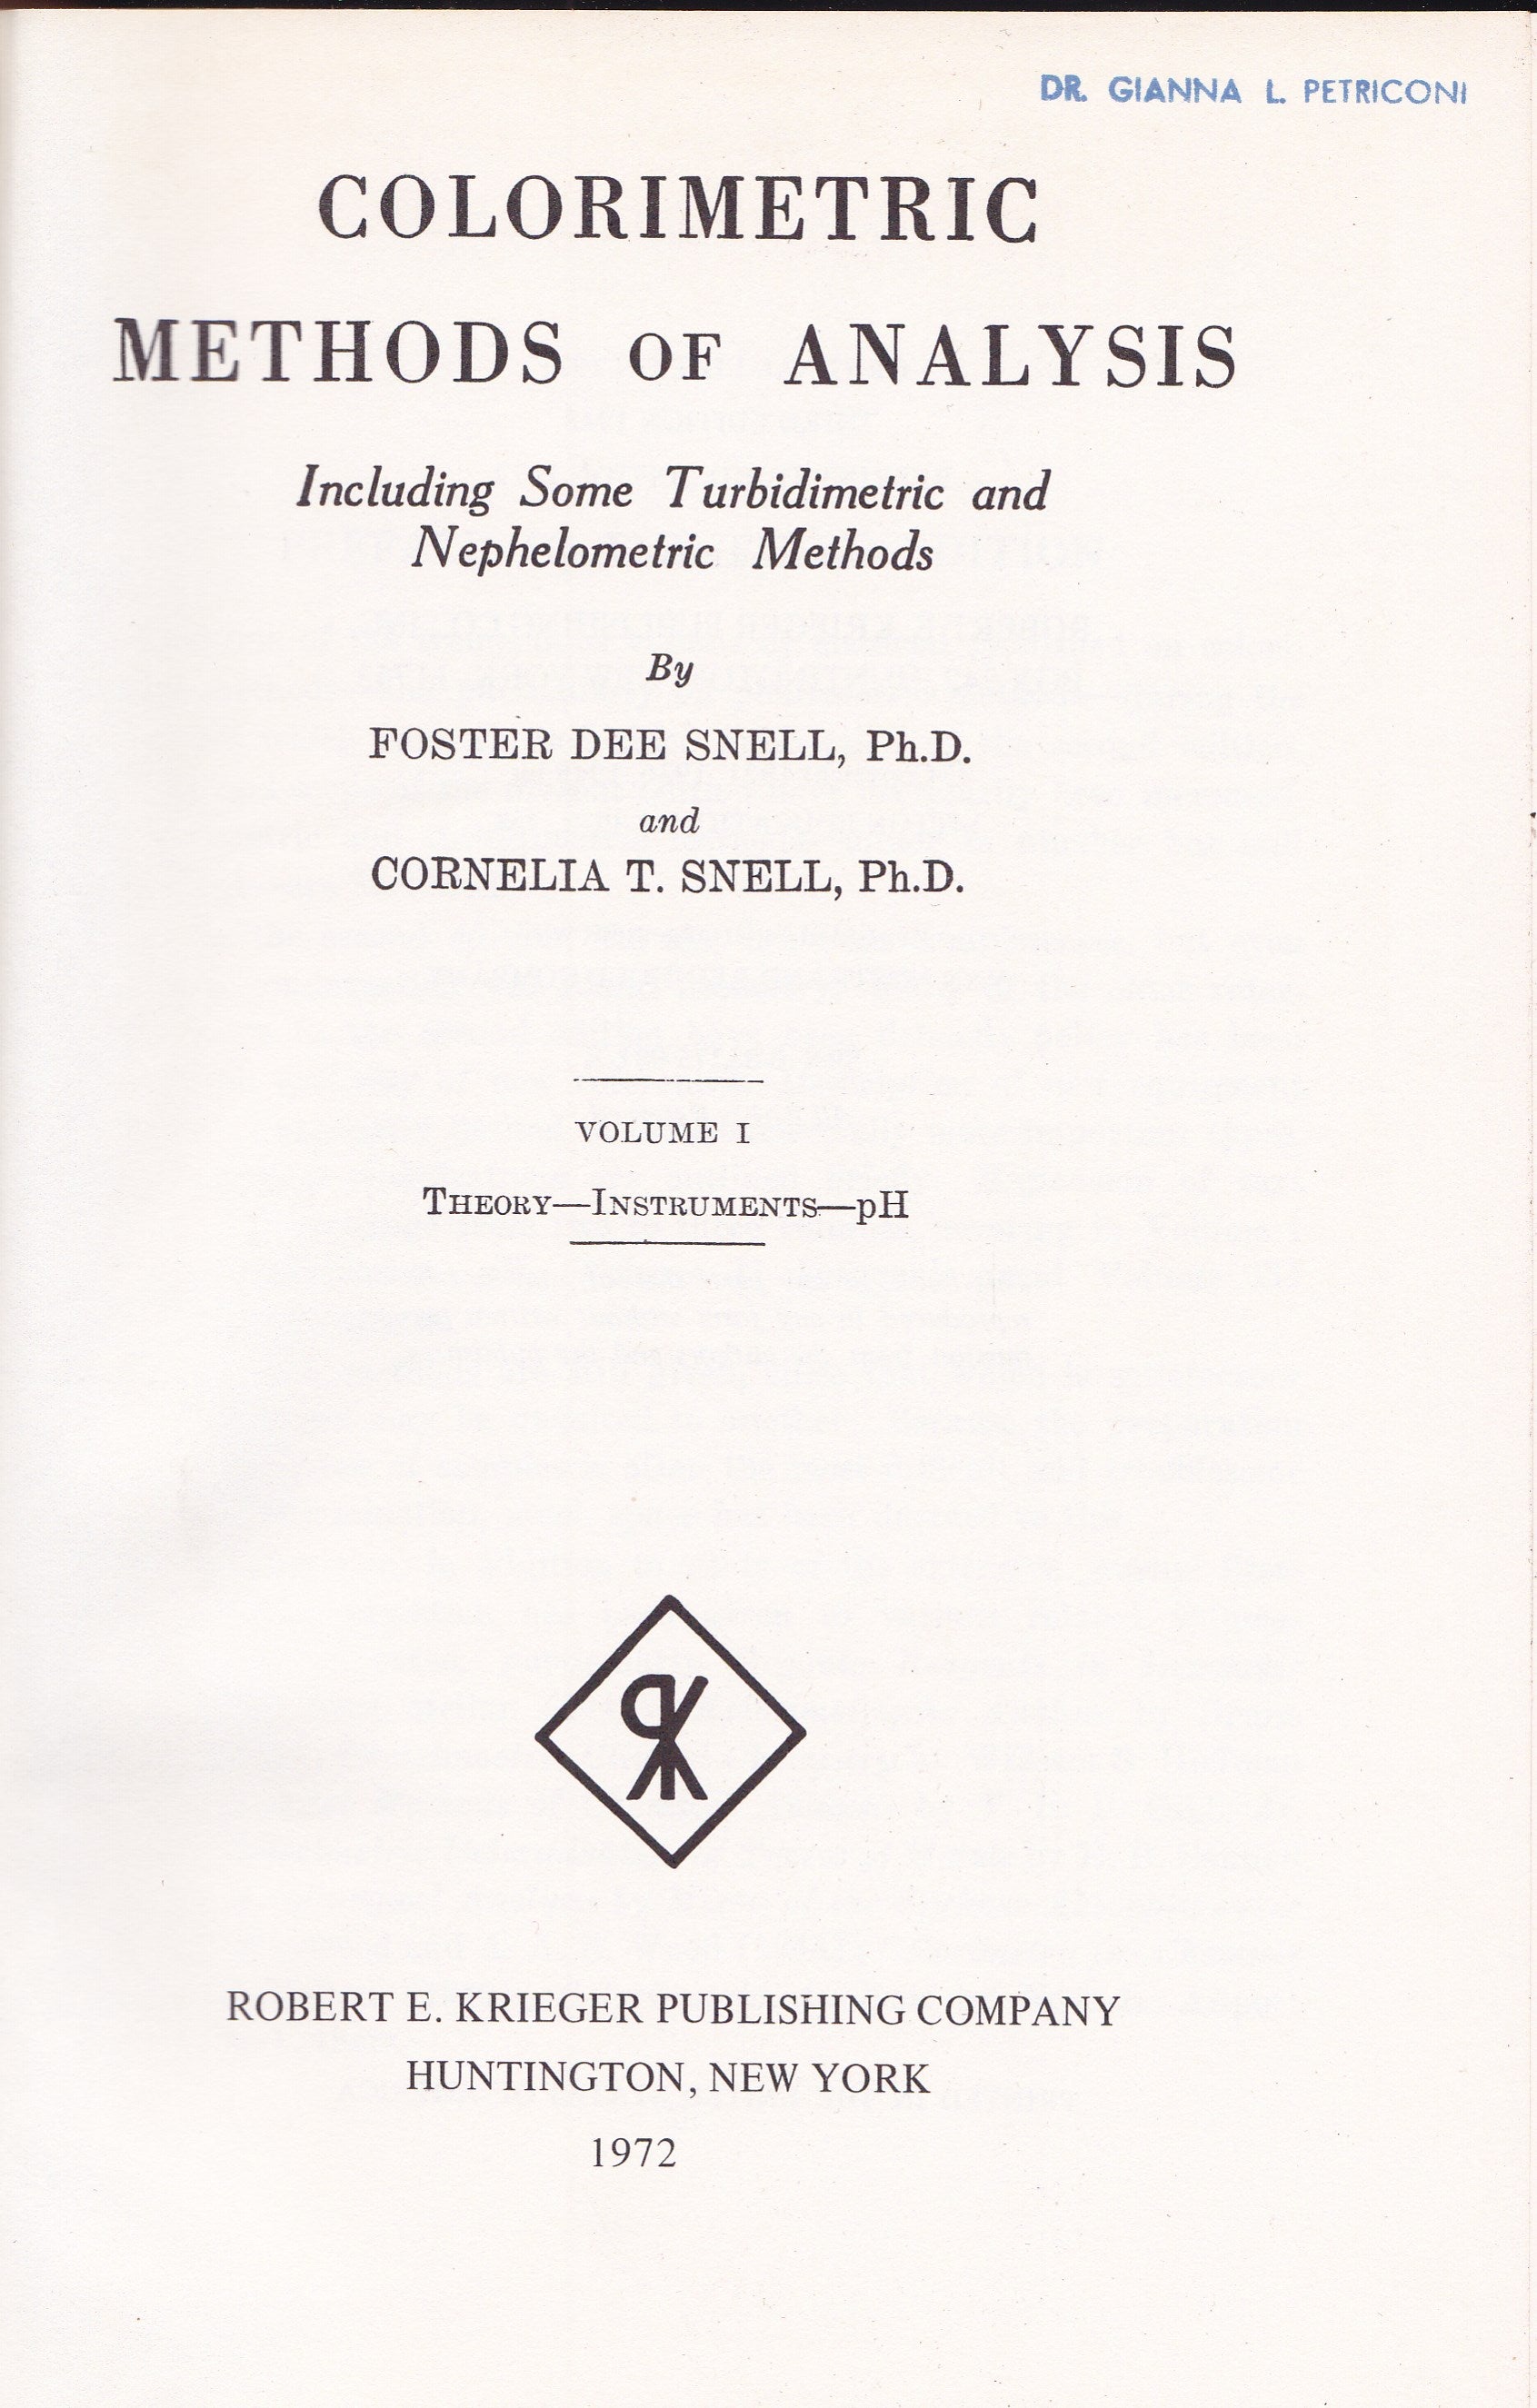 DR. GIANNA L. PETRICONI
COLORIMETRIC
METHODS OF ANALYSIS
Including Some Turbidimetric and
Nephelometric Methods
By
FOSTER DEE SNELL, Ph.D.
and
CORNELIA T. SNELL, Ph.D.
VOLUME I
THEORY—INSTRUMENTS—pH
ROBERT E. KRIEGER PUBLISHING COMPANY
HUNTINGTON, NEW YORK
1972